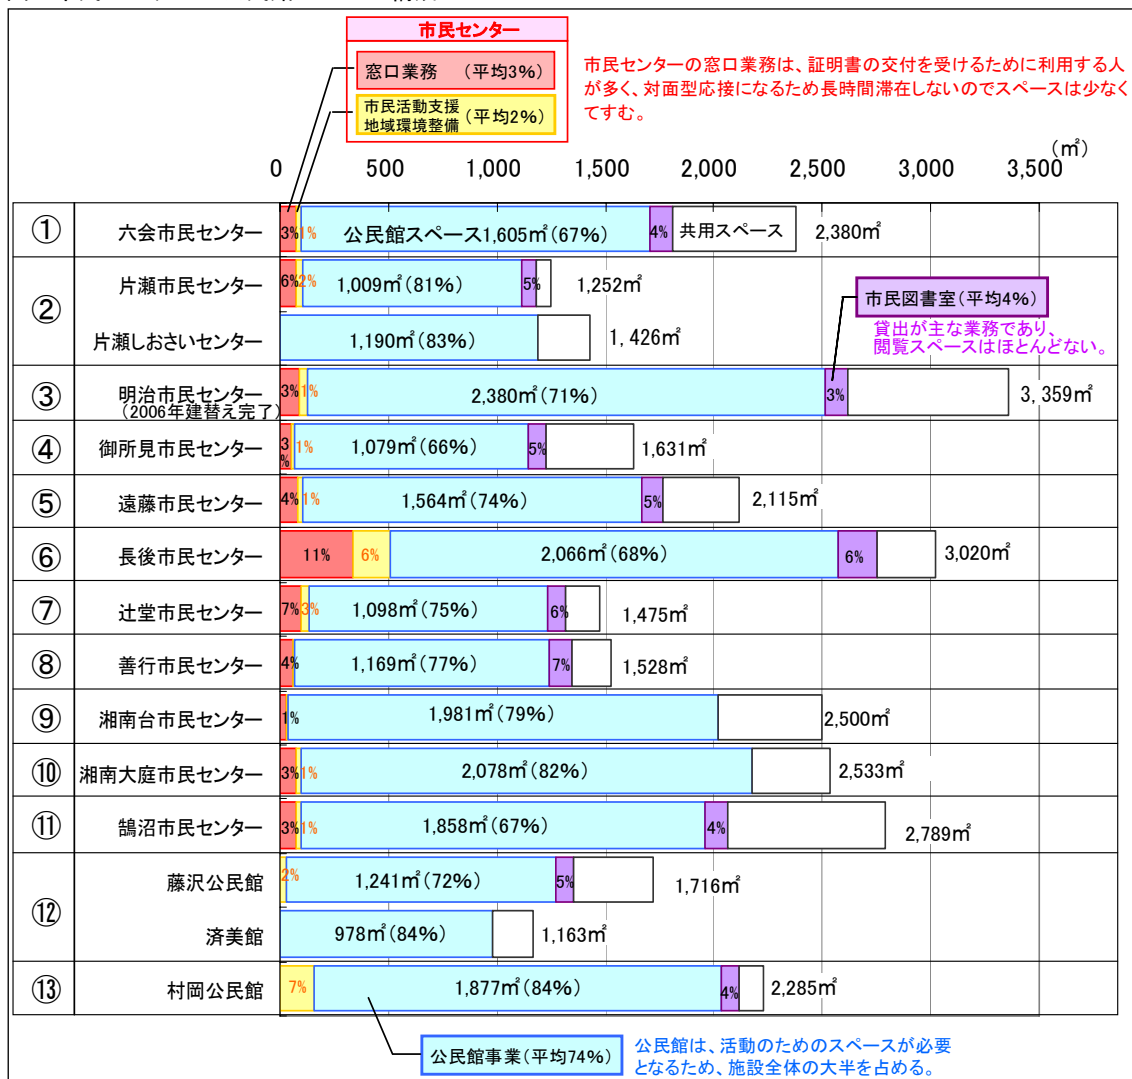 市民センター
窓口業務 （平均3%）
市民活動支援
地域環境整備 （平均2%）
市民センターの窓口業務は、証明書の交付を受けるために利用する人
が多く、対面型応接になるため長時間滞在しないのでスペースは少なく
てすむ。
（㎡）
0 500 1,000 1,500 2,000 2,500 3,000 3,500
① 六会市民センター 3% 1% 公民館スペース1,605㎡（67%） 4% 共用スペース 2,380㎡
② 片瀬市民センター 6% 2% 1,009㎡（81%） 5% 1,252㎡
市民図書室（平均4%）
貸出が主な業務であり、
閲覧スペースはほとんどない。
片瀬しおさいセンター 1,190㎡（83%） 1,426㎡
③ 明治市民センター 3% 1% 2,380㎡（71%） 3% 3,359㎡
（2006年建替え完了）
④ 御所見市民センター 3% 1% 1,079㎡（66%） 5% 1,631㎡
⑤ 遠藤市民センター 4% 1% 1,564㎡（74%） 5% 2,115㎡
⑥ 長後市民センター 11% 6% 2,066㎡（68%） 6% 3,020㎡
⑦ 辻堂市民センター 7% 3% 1,098㎡（75%） 6% 1,475㎡
⑧ 善行市民センター 4% 1,169㎡（77%） 7% 1,528㎡
⑨ 湘南台市民センター 1% 1,981㎡（79%） 2,500㎡
⑩ 湘南大庭市民センター 3% 1% 2,078㎡（82%） 2,533㎡
⑪ 鵠沼市民センター 3% 1% 1,858㎡（67%） 4% 2,789㎡
⑫ 藤沢公民館 2% 1,241㎡（72%） 5% 1,716㎡
済美館 978㎡（84%） 1,163㎡
⑬ 村岡公民館 7% 1,877㎡（84%） 4% 2,285㎡
公民館事業（平均74%）
公民館は、活動のためのスペースが必要
となるため、施設全体の大半を占める。